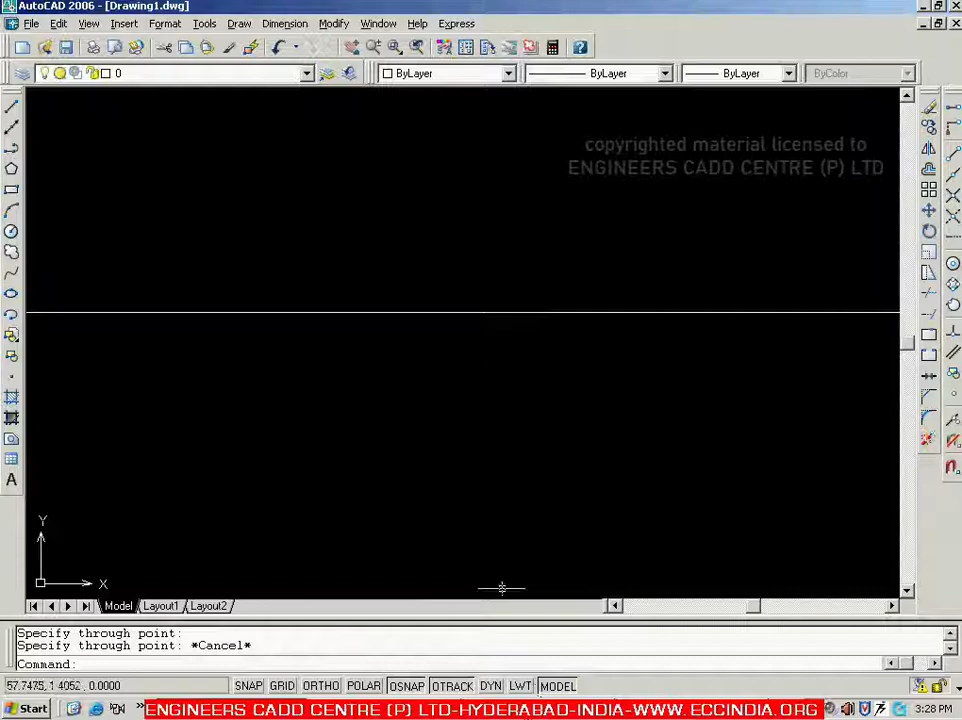 AutoCAD 2006 - [Drawing1.dwg]
File Edit View Insert Format Tools Draw Dimension Modify Window Help Express
0 ByLayer ByLayer ByLayer ByColor
copyrighted material licensed to
ENGINEERS CADD CENTRE (P) LTD
A
Y
X
Model Layout1 Layout2
Specify through point:
Specify through point: *Cancel*
Command:
57.7475, 1.4052, 0.0000 SNAP GRID ORTHO POLAR OSNAP OTRACK DYN LWT MODEL
Start » ENGINEERS CADD CENTRE (P) LTD-HYDERABAD-INDIA-WWW.ECCINDIA.ORG 3:28 PM